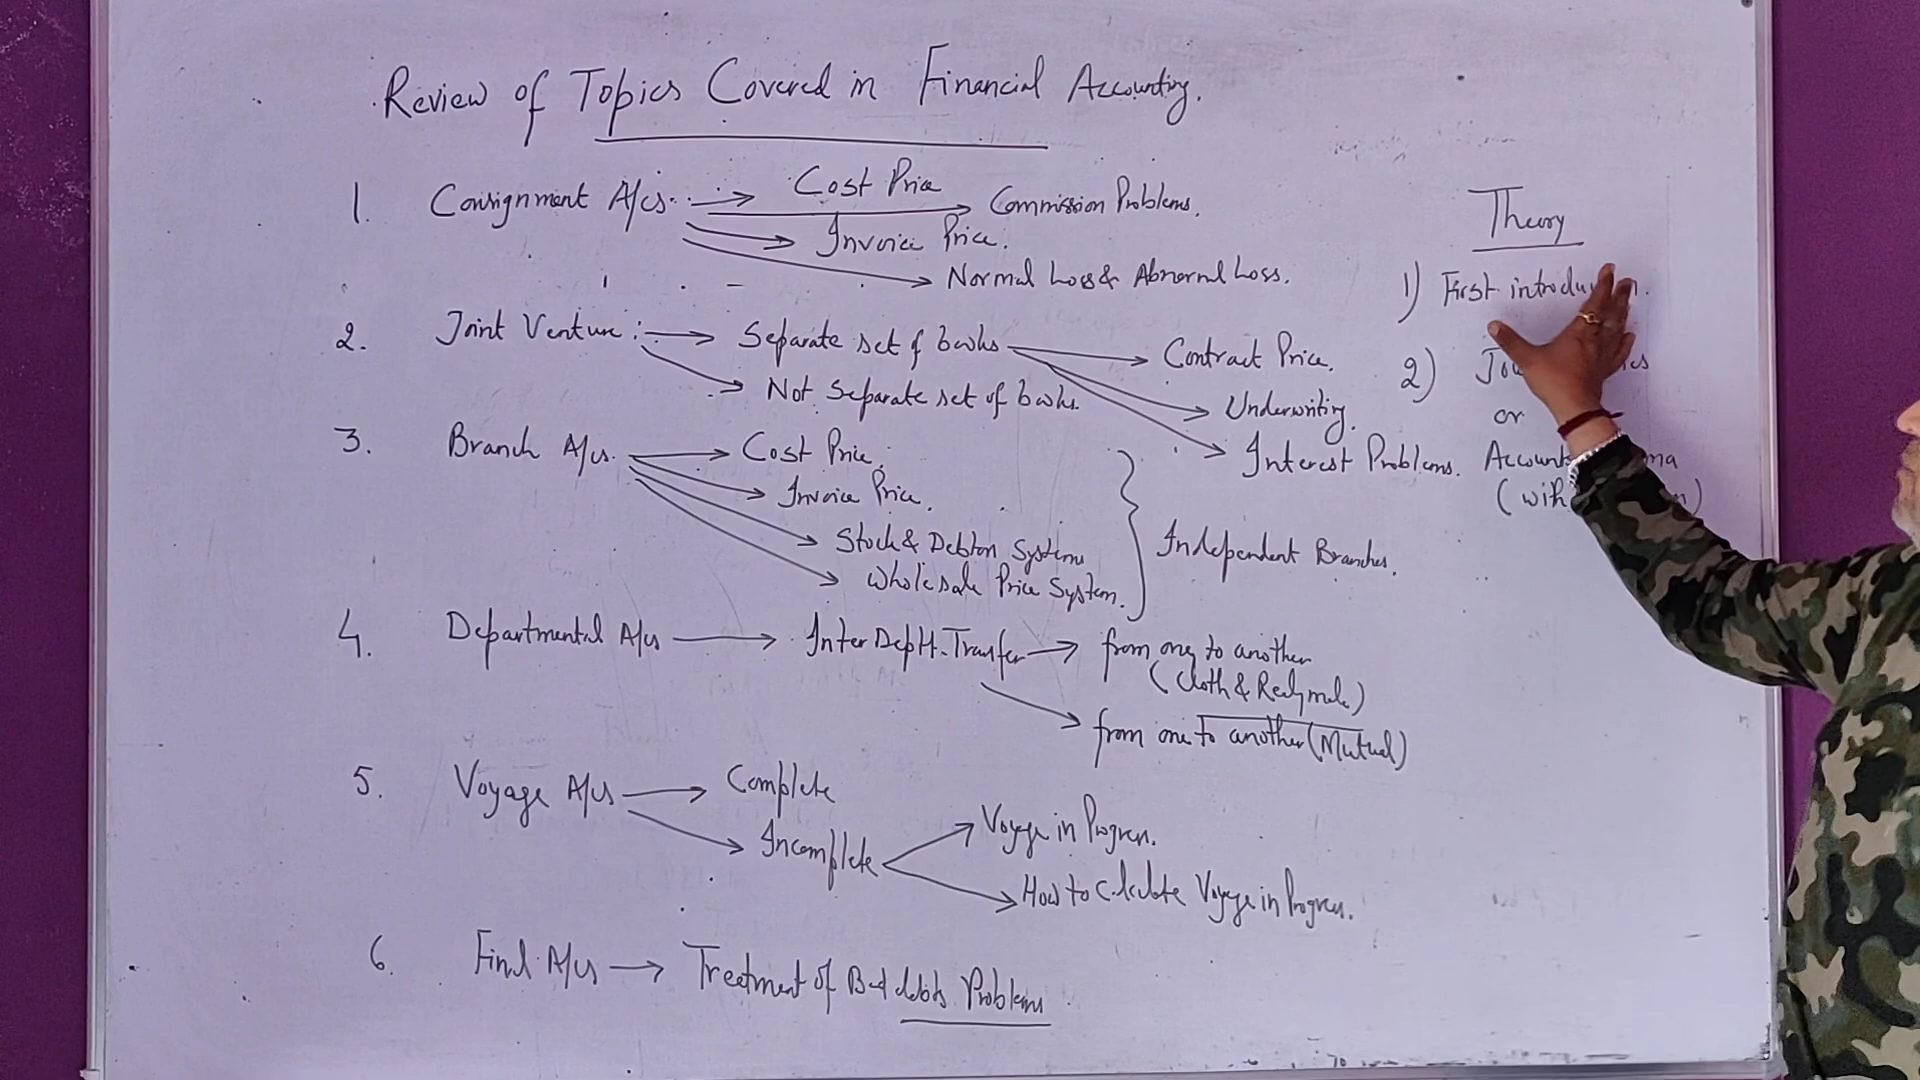 Review of Topics Covered in Financial Accounting.
1. Consignment A/cs. → Cost Price
→ Commission Problems.
→ Invoice Price.
→ Normal Loss & Abnormal Loss.
2. Joint Venture: → Separate set of books → Contract Price.
→ Underwriting.
→ Interest Problems.
→ Not Separate set of books.
3. Branch A/cs. → Cost Price.
→ Invoice Price.
→ Stock & Debtors System
→ Wholesale Price System.
} Independent Branches.
4. Departmental A/cs → Inter Deptt. Transfer → from one to another
(Cloth & Readymade)
→ from one to another (Mutual)
5. Voyage A/cs → Complete
→ Incomplete → Voyage in Progress.
→ How to Calculate Voyage in Progress.
6. Final A/cs → Treatment of Bad debts Problems
Theory
1) First
2)
or